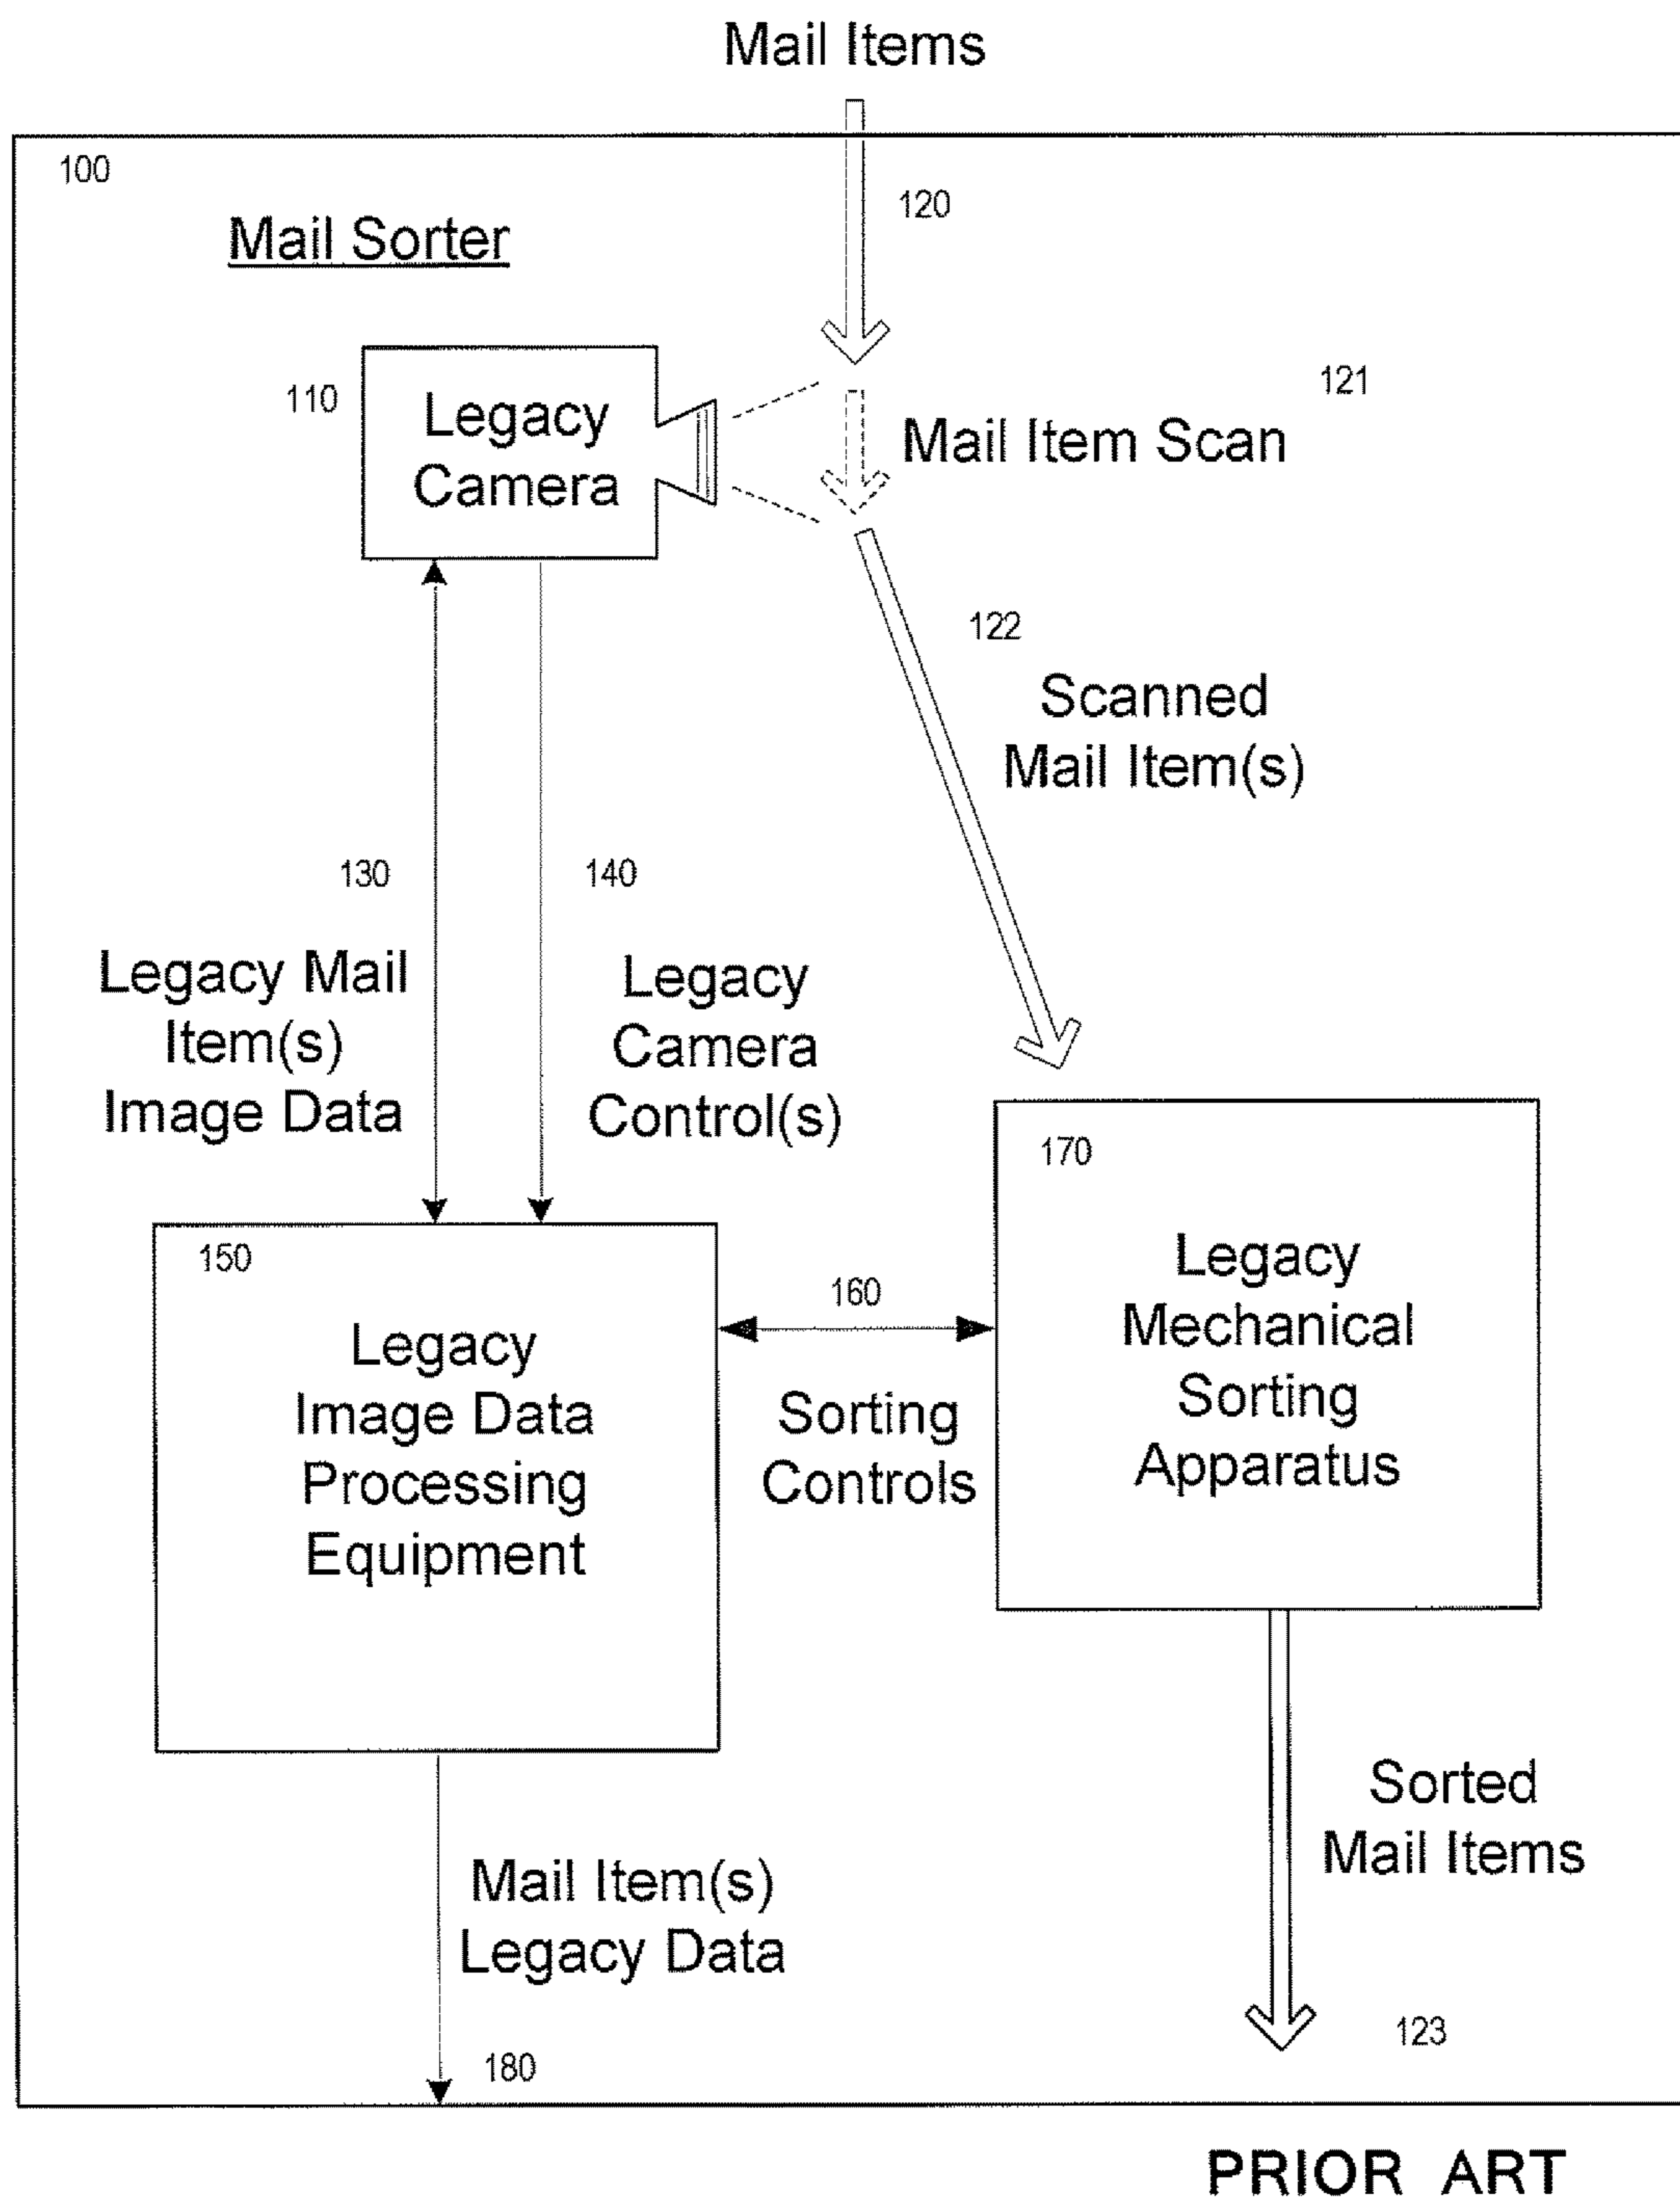 Mail Items
100
120
Mail Sorter
121
110
Legacy
Camera
Mail Item Scan
122
Scanned
Mail Item(s)
130
140
Legacy Mail
Item(s)
Image Data
Legacy
Camera
Control(s)
170
Legacy
Mechanical
Sorting
Apparatus
150
Legacy
Image Data
Processing
Equipment
160
Sorting
Controls
Sorted
Mail Items
Mail Item(s)
Legacy Data
123
180
PRIOR ART